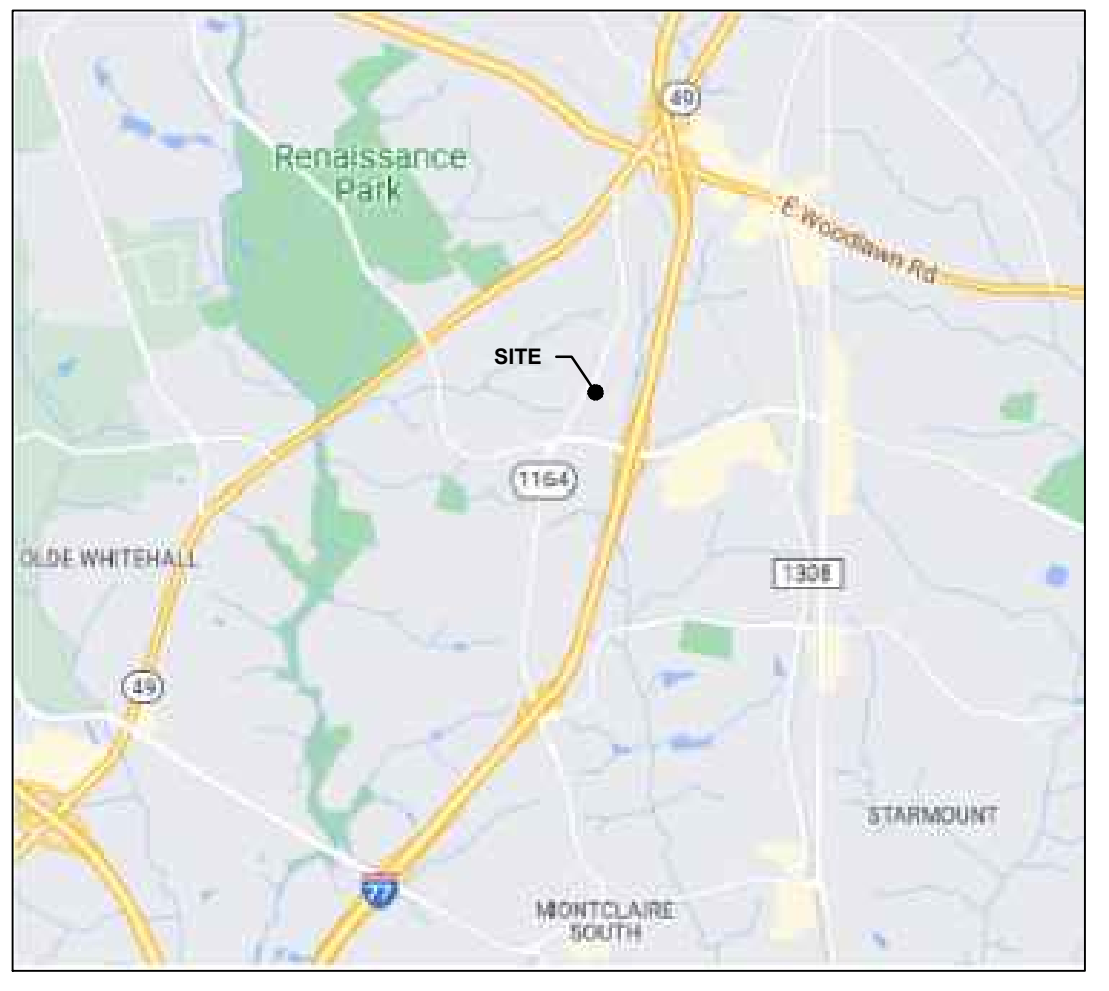 49
Renaissance
Park
E Woodlawn Rd
SITE
1164
OLDE WHITEHALL
1308
49
STARMOUNT
77
MONTCLAIRE
SOUTH